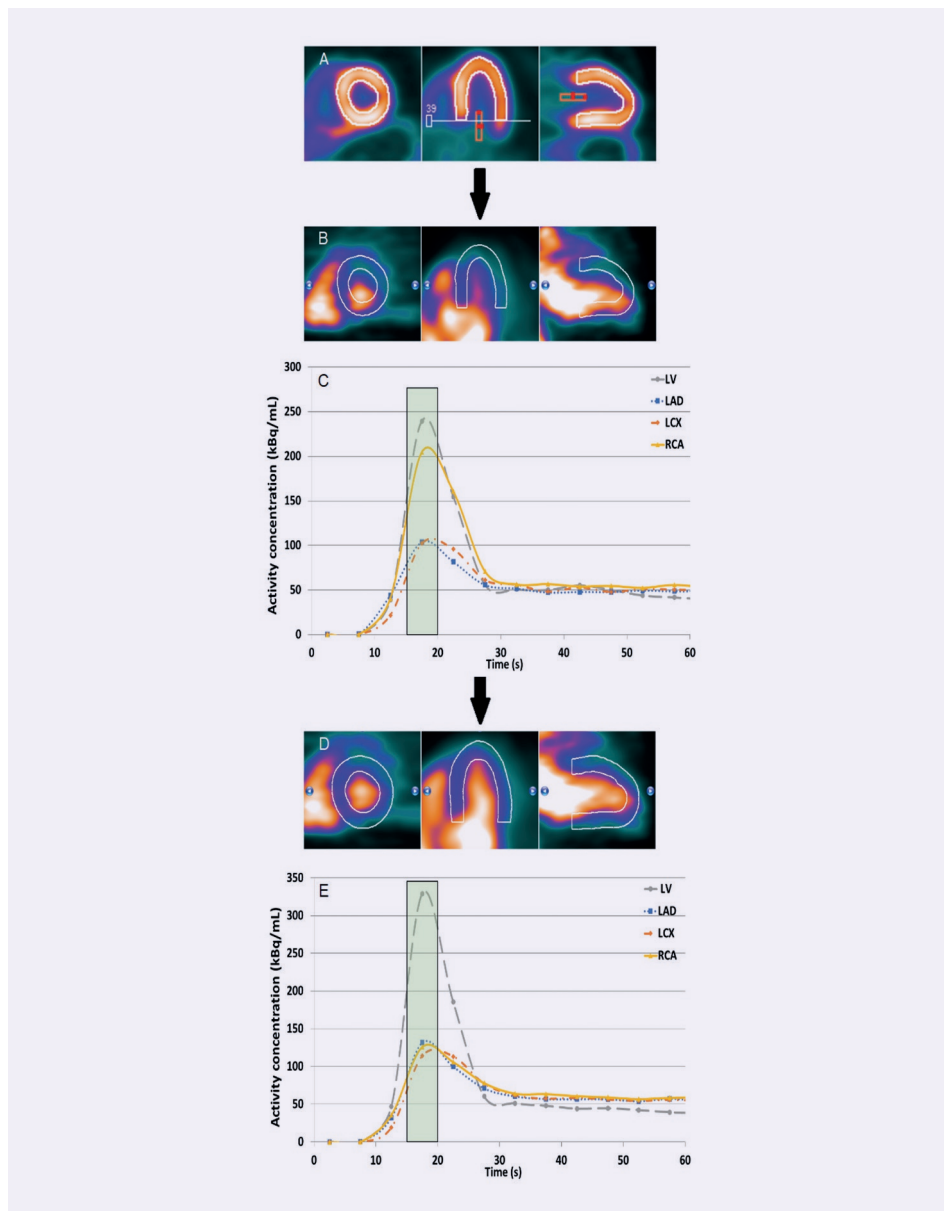 A
39
B
300
250
200
150
100
50
0
0 10 20 30 40 50 60
Activity concentration (kBq/mL)
Time (s)
C
LV
LAD
LCX
RCA
D
350
300
250
200
150
100
50
0
0 10 20 30 40 50 60
Activity concentration (kBq/mL)
Time (s)
E
LV
LAD
LCX
RCA